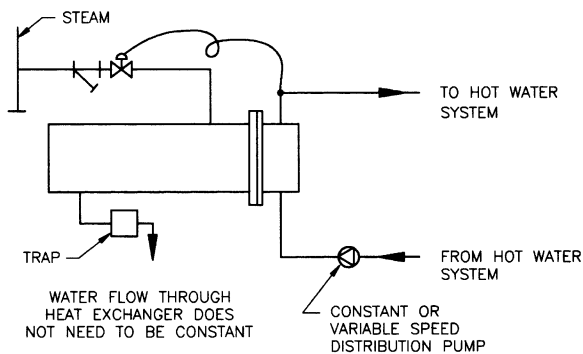 STEAM
TO HOT WATER
SYSTEM
TRAP
FROM HOT WATER
SYSTEM
WATER FLOW THROUGH
HEAT EXCHANGER DOES
NOT NEED TO BE CONSTANT
CONSTANT OR
VARIABLE SPEED
DISTRIBUTION PUMP